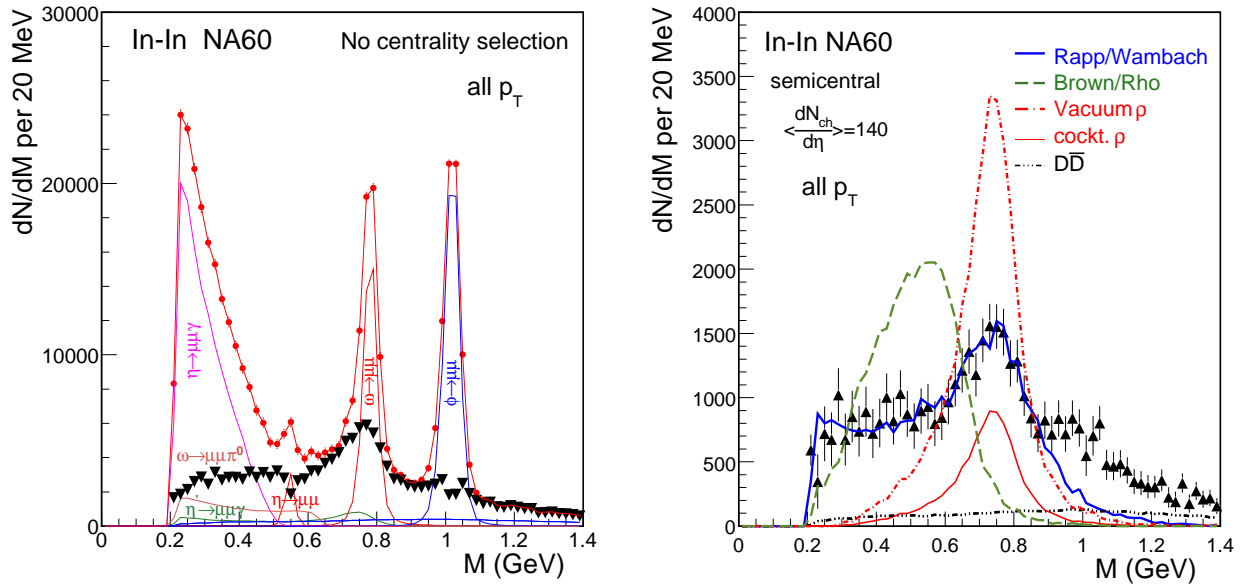 In-In NA60
No centrality selection
all pT
dN/dM per 20 MeV
30000
20000
10000
0
η→μμγ
ω→μμπ0
η'→μμγ
η→μμ
ω→μμ
φ→μμ
0 0.2 0.4 0.6 0.8 1 1.2 1.4
M (GeV)
In-In NA60
semicentral
<dNch/dη>=140
all pT
Rapp/Wambach
Brown/Rho
Vacuum ρ
cockt. ρ
DD̅
dN/dM per 20 MeV
4000
3500
3000
2500
2000
1500
1000
500
0
0 0.2 0.4 0.6 0.8 1 1.2 1.4
M (GeV)